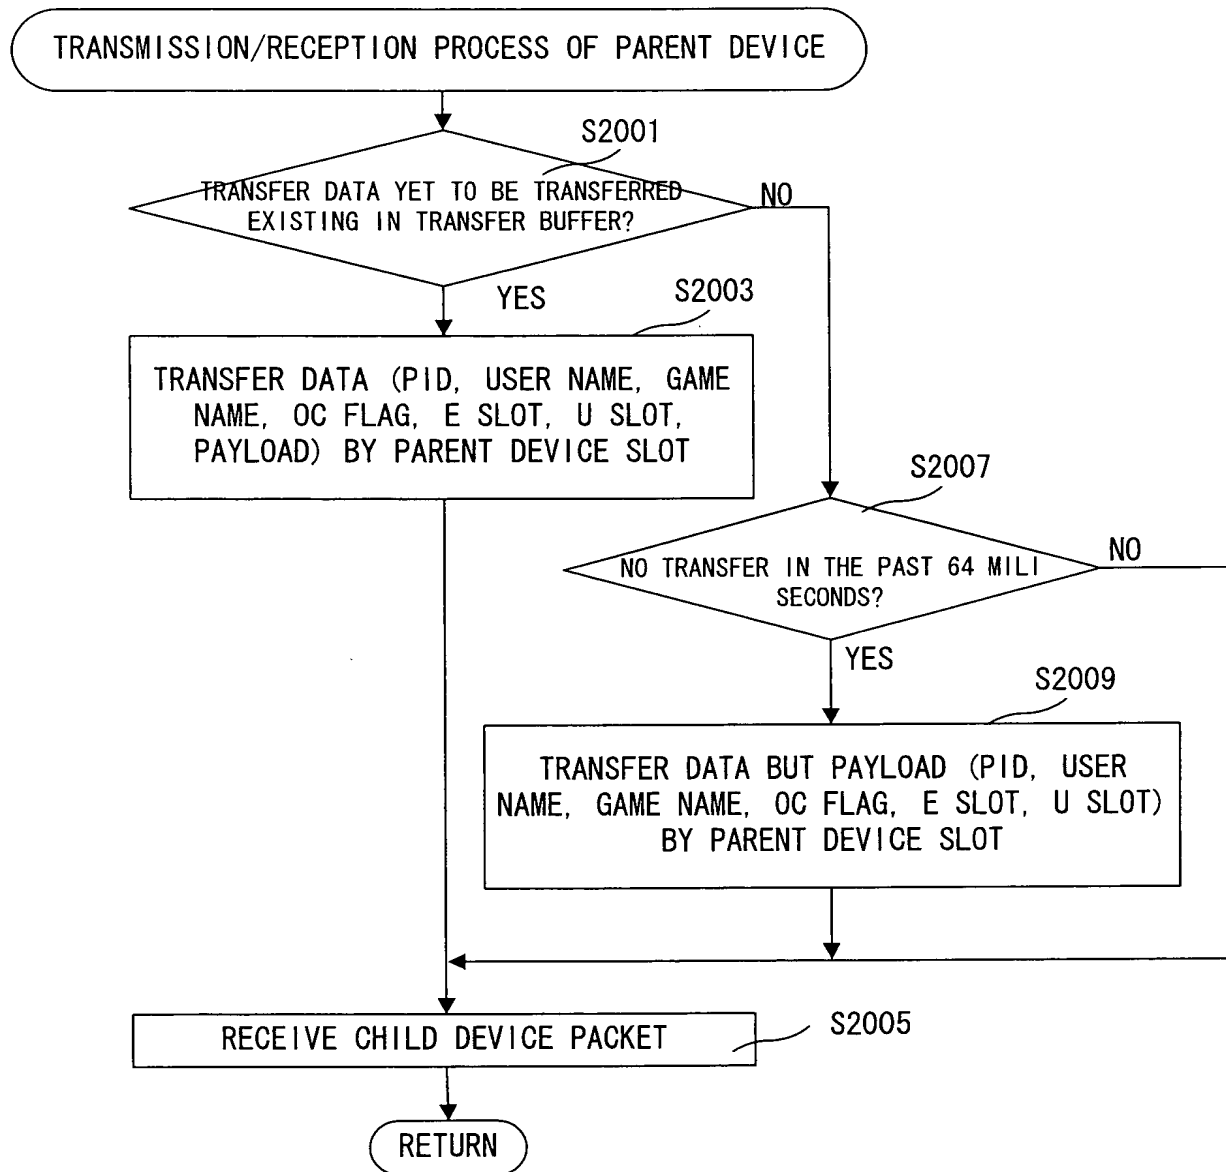 TRANSMISSION/RECEPTION PROCESS OF PARENT DEVICE
S2001
TRANSFER DATA YET TO BE TRANSFERRED
EXISTING IN TRANSFER BUFFER?
NO
YES
S2003
TRANSFER DATA (PID, USER NAME, GAME
NAME, OC FLAG, E SLOT, U SLOT,
PAYLOAD) BY PARENT DEVICE SLOT
S2007
NO TRANSFER IN THE PAST 64 MILI
SECONDS?
NO
YES
S2009
TRANSFER DATA BUT PAYLOAD (PID, USER
NAME, GAME NAME, OC FLAG, E SLOT, U SLOT)
BY PARENT DEVICE SLOT
RECEIVE CHILD DEVICE PACKET
S2005
RETURN